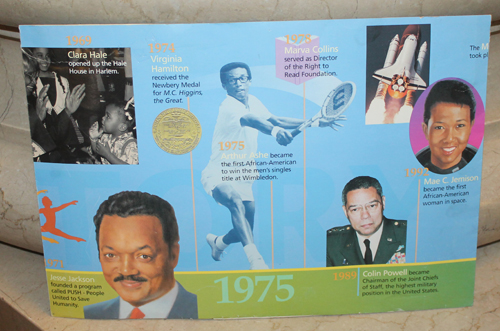 1969
Clara Hale
opened up the Hale
House in Harlem.
Virginia
Hamilton
received the
Newbery Medal
for M.C. Higgins,
the Great.
1975
Marva Collins
served as Director
of the Right to
Read Foundation.
The
took
1975
Arthur Ashe became
the first African-American
to win the men's singles
title at Wimbledon.
Mae C. Jemison
became the first
African-American
woman in space.
Jesse Jackson
founded a program
called PUSH - People
United to Save
Humanity.
1975
1989 Colin Powell became
Chairman of the Joint Chiefs
of Staff, the highest military
position in the United States.